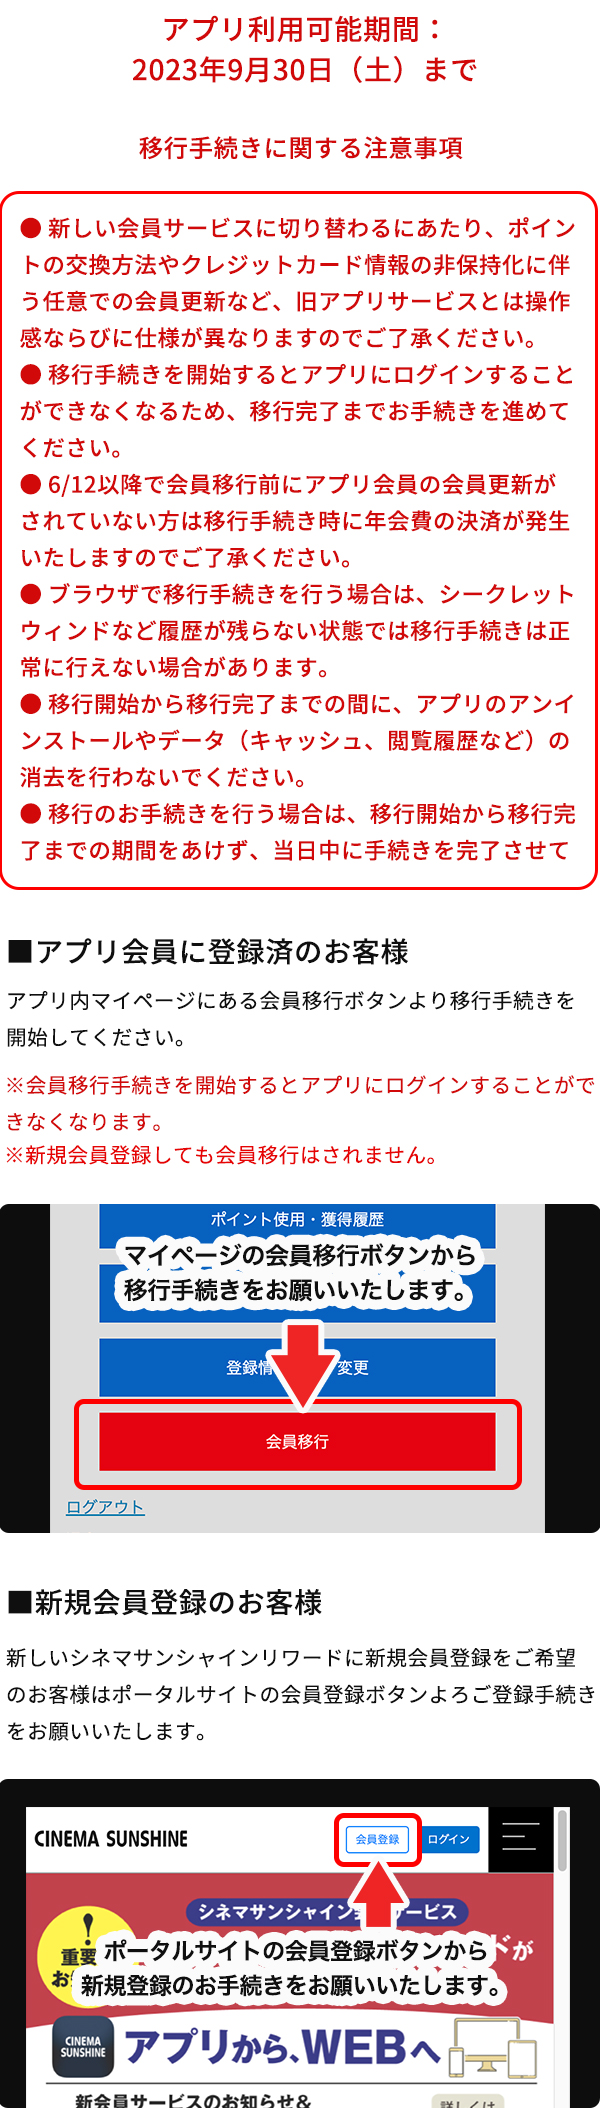 アプリ利用可能期間：
2023年9月30日（土）まで
移行手続きに関する注意事項
● 新しい会員サービスに切り替わるにあたり、ポイン
トの交換方法やクレジットカード情報の非保持化に伴
う任意での会員更新など、旧アプリサービスとは操作
感ならびに仕様が異なりますのでご了承ください。
● 移行手続きを開始するとアプリにログインすること
ができなくなるため、移行完了までお手続きを進めて
ください。
● 6/12以降で会員移行前にアプリ会員の会員更新が
されていない方は移行手続き時に年会費の決済が発生
いたしますのでご了承ください。
● ブラウザで移行手続きを行う場合は、シークレット
ウィンドなど履歴が残らない状態では移行手続きは正
常に行えない場合があります。
● 移行開始から移行完了までの間に、アプリのアンイ
ンストールやデータ（キャッシュ、閲覧履歴など）の
消去を行わないでください。
● 移行のお手続きを行う場合は、移行開始から移行完
了までの期間をあけず、当日中に手続きを完了させて
■アプリ会員に登録済のお客様
アプリ内マイページにある会員移行ボタンより移行手続きを
開始してください。
※会員移行手続きを開始するとアプリにログインすることがで
きなくなります。
※新規会員登録しても会員移行はされません。
ポイント使用・獲得履歴
マイページの会員移行ボタンから
移行手続きをお願いいたします。
登録情 変更
会員移行
ログアウト
■新規会員登録のお客様
新しいシネマサンシャインリワードに新規会員登録をご希望
のお客様はポータルサイトの会員登録ボタンよろご登録手続き
をお願いいたします。
CINEMA SUNSHINE
会員登録
ログイン
シネマサンシャイン サービス
重要
ドが
ポータルサイトの会員登録ボタンから
新規登録のお手続きをお願いいたします。
CINEMA
SUNSHINE
アプリから、WEBへ
新会員サービスのお知らせ＆
詳しくは